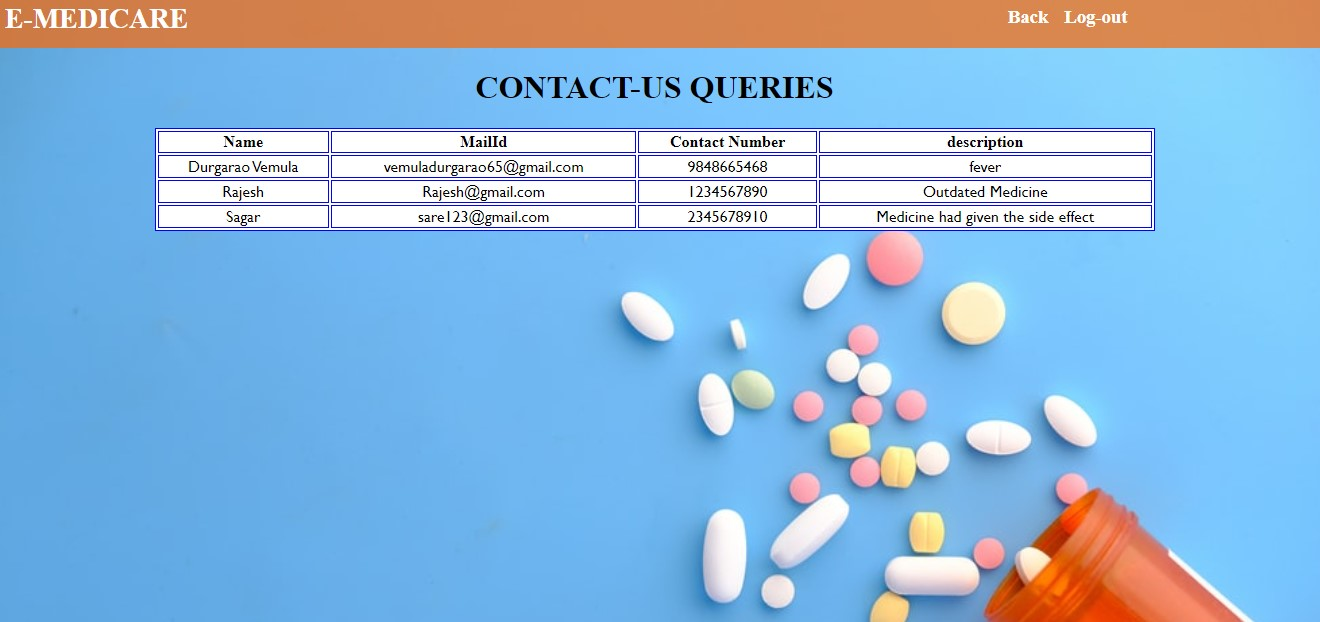 E-MEDICARE Back Log-out
CONTACT-US QUERIES
Name MailId Contact Number description
Durgarao Vemula vemuladurgarao65@gmail.com 9848665468 fever
Rajesh Rajesh@gmail.com 1234567890 Outdated Medicine
Sagar sare123@gmail.com 2345678910 Medicine had given the side effect